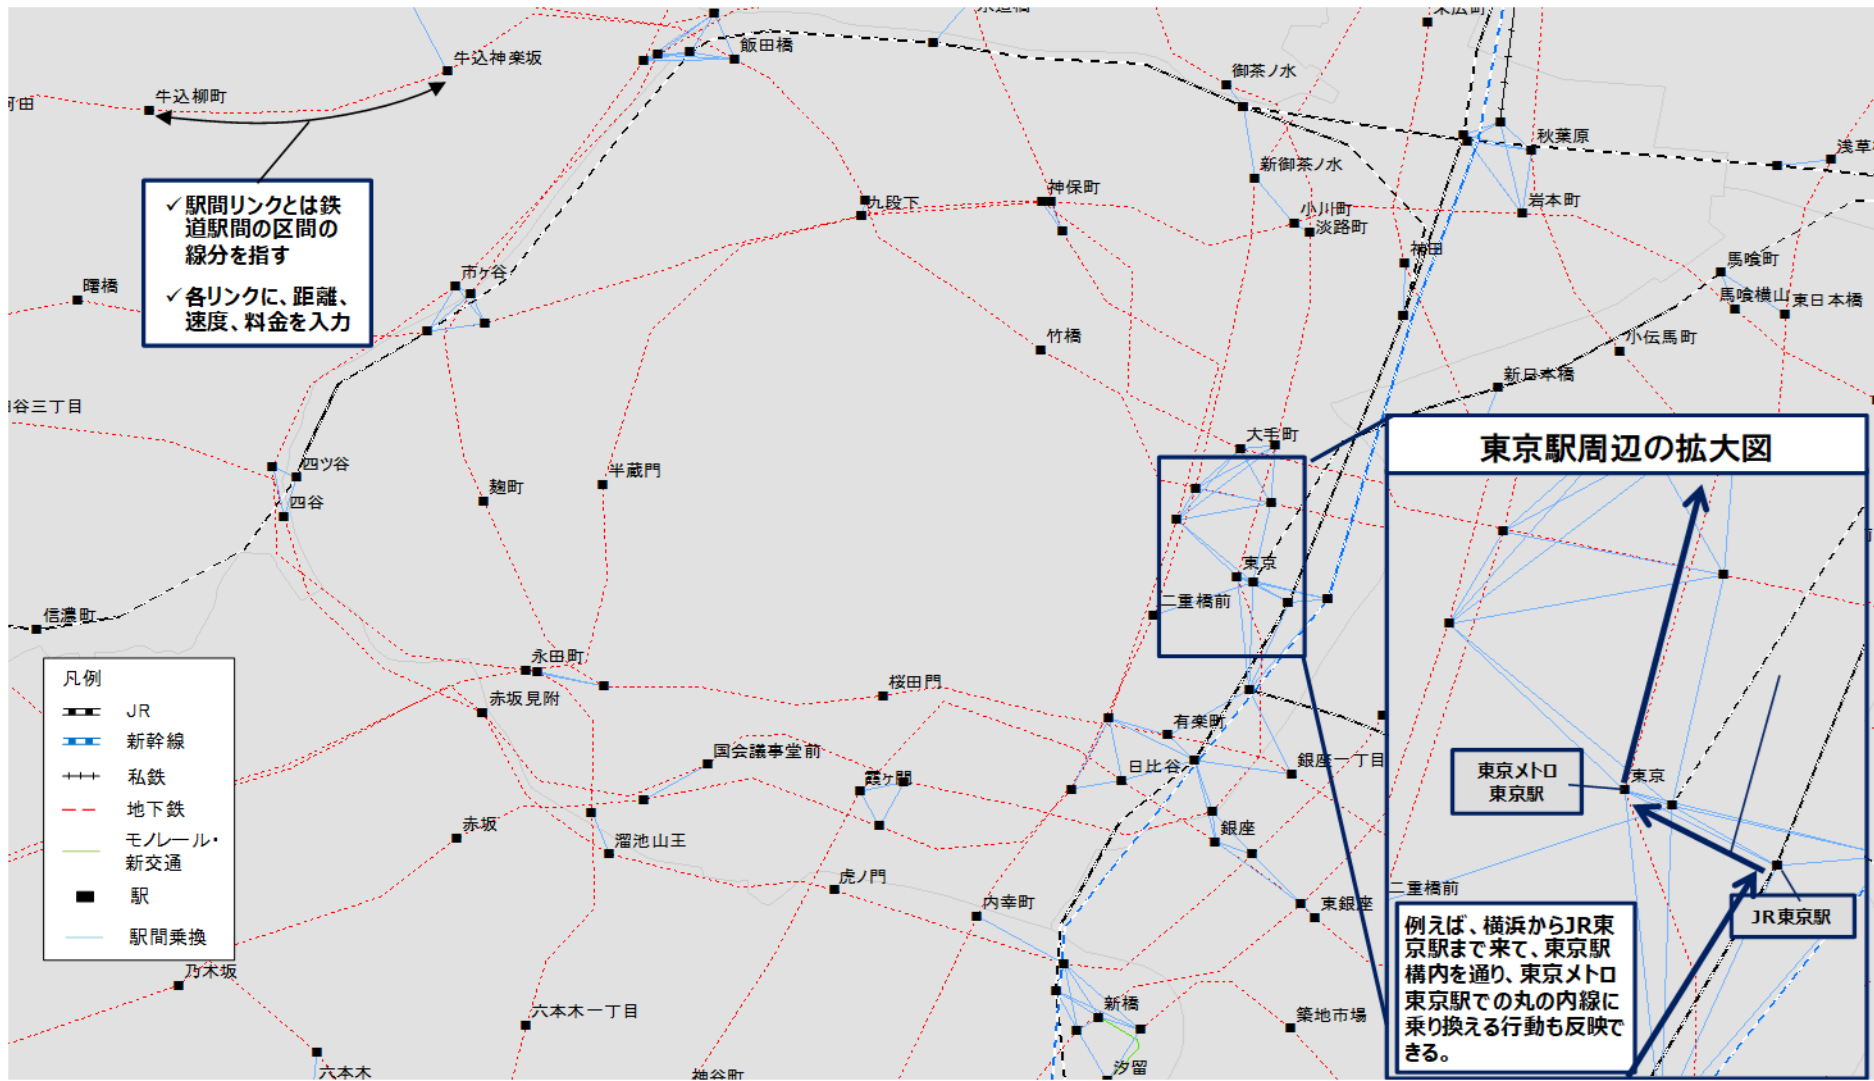 水道橋
末広町
飯田橋
牛込神楽坂
御茶ノ水
牛込柳町
秋葉原
新御茶ノ水
神保町
九段下
小川町
岩本町
淡路町
神田
✓駅間リンクとは鉄
道駅間の区間の
線分を指す
✓各リンクに、距離、
速度、料金を入力
市ヶ谷
曙橋
馬喰町
馬喰横山
東日本橋
竹橋
小伝馬町
新日本橋
谷三丁目
大手町
四ツ谷
半蔵門
麹町
四谷
東京
二重橋前
信濃町
永田町
桜田門
赤坂見附
有楽町
国会議事堂前
日比谷
銀座一丁目
霞ヶ関
赤坂
銀座
溜池山王
虎ノ門
内幸町
東銀座
乃木坂
新橋
六本木一丁目
築地市場
汐留
六本木
神谷町
凡例
JR
新幹線
私鉄
地下鉄
モノレール・
新交通
駅
駅間乗換
東京駅周辺の拡大図
東京メトロ
東京駅
東京
二重橋前
JR東京駅
例えば、横浜からJR東
京駅まで来て、東京駅
構内を通り、東京メトロ
東京駅での丸の内線に
乗り換える行動も反映で
きる。